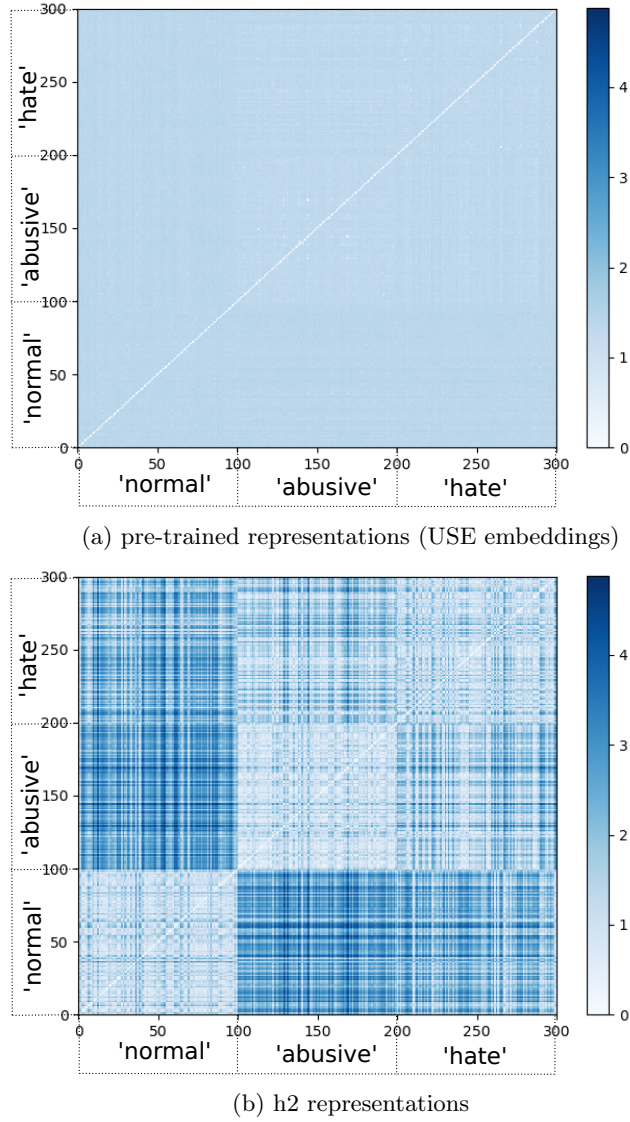 300
250
200
150
100
50
0
'hate'
'abusive'
'normal'
0 50 100 150 200 250 300
'normal' 'abusive' 'hate'
4
3
2
1
0
(a) pre-trained representations (USE embeddings)
300
250
200
150
100
50
0
'hate'
'abusive'
'normal'
0 50 100 150 200 250 300
'normal' 'abusive' 'hate'
4
3
2
1
0
(b) h2 representations